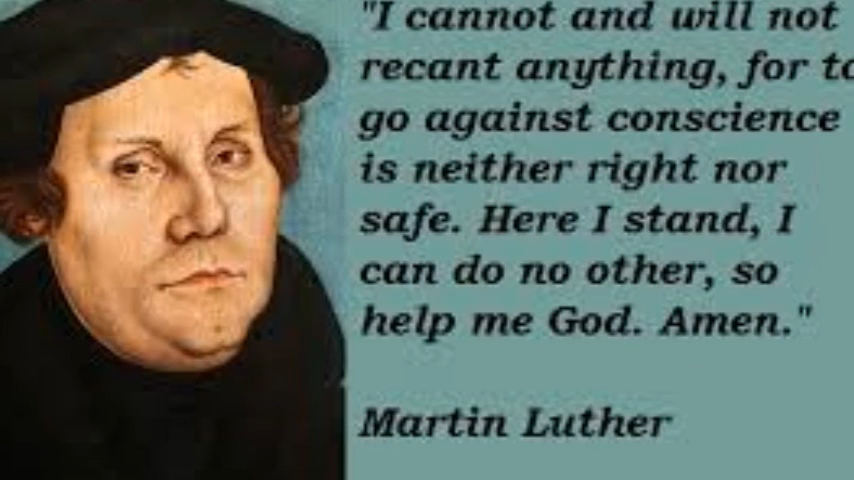 "I cannot and will not
recant anything, for to
go against conscience
is neither right nor
safe. Here I stand, I
can do no other, so
help me God. Amen."
Martin Luther